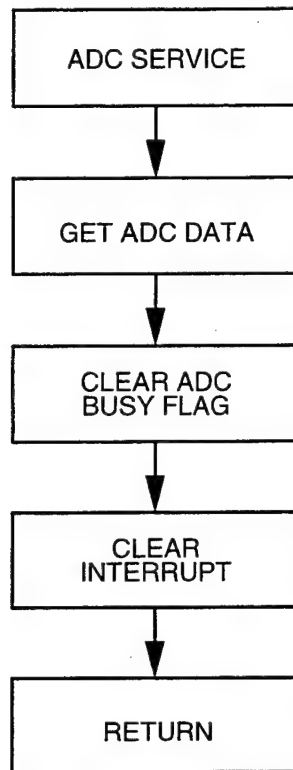 ADC SERVICE
GET ADC DATA
CLEAR ADC
BUSY FLAG
CLEAR
INTERRUPT
RETURN